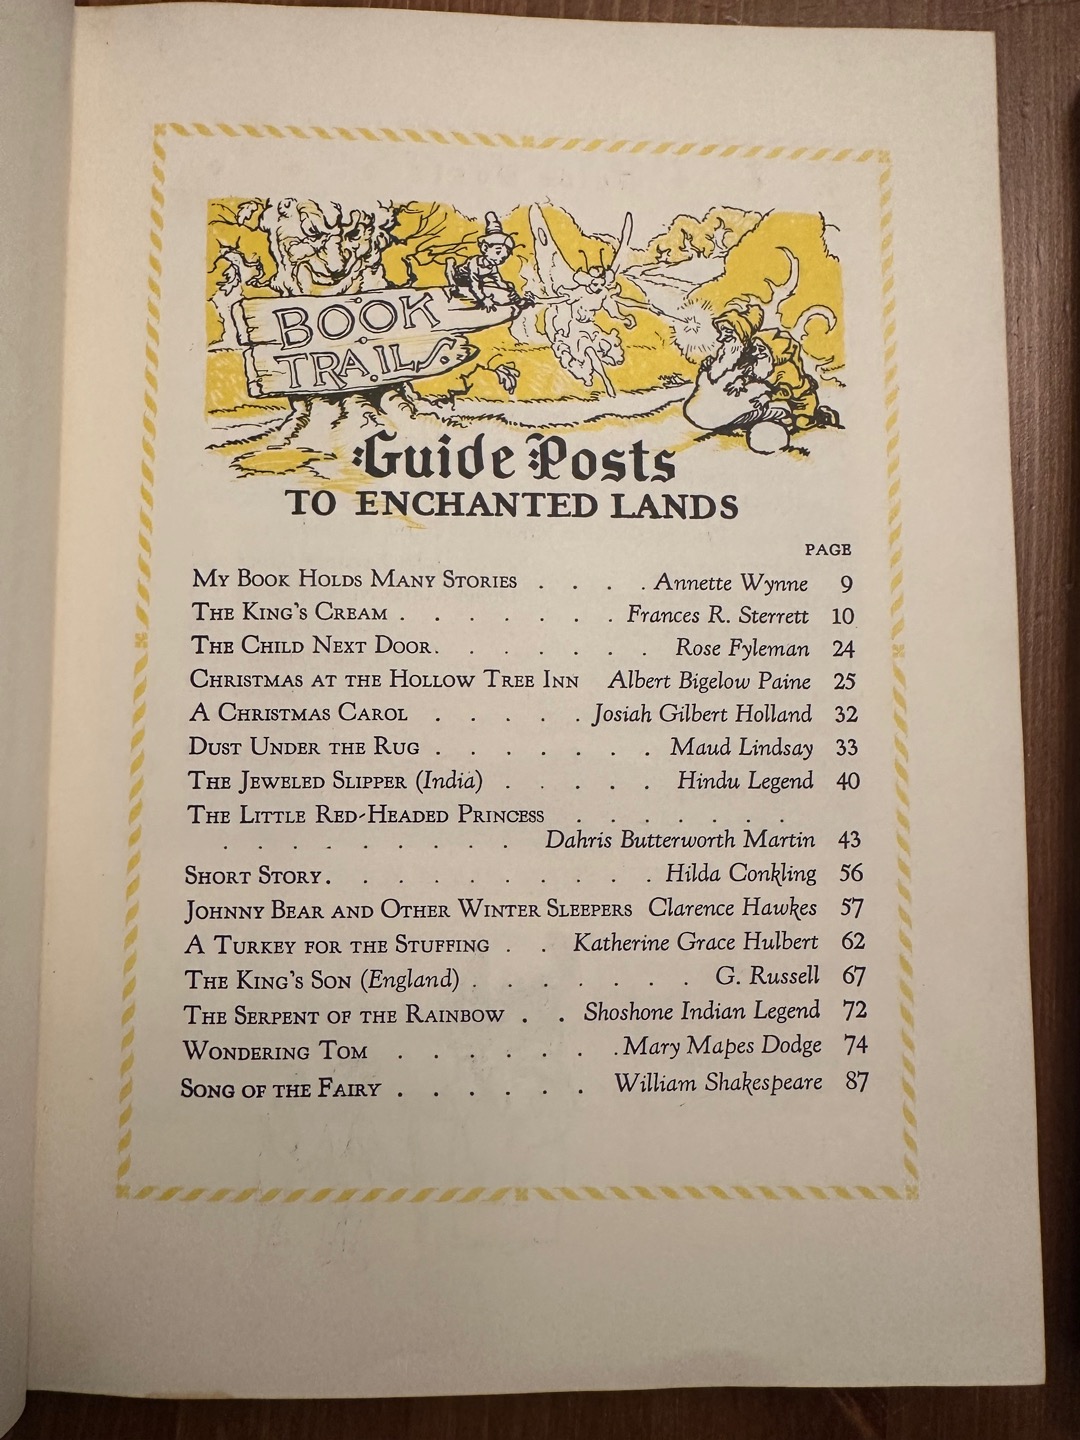 BOOK
TRAILS
Guide Posts
TO ENCHANTED LANDS
PAGE
My Book Holds Many Stories . . . . Annette Wynne 9
The King's Cream . . . . . . . Frances R. Sterrett 10
The Child Next Door . . . . . . . Rose Fyleman 24
Christmas at the Hollow Tree Inn Albert Bigelow Paine 25
A Christmas Carol . . . . . Josiah Gilbert Holland 32
Dust Under the Rug . . . . . . . Maud Lindsay 33
The Jeweled Slipper (India) . . . . . Hindu Legend 40
The Little Red-Headed Princess . . . . . . .
. . . . . . . . . Dahris Butterworth Martin 43
Short Story . . . . . . . . . . Hilda Conkling 56
Johnny Bear and Other Winter Sleepers Clarence Hawkes 57
A Turkey for the Stuffing . . Katherine Grace Hulbert 62
The King's Son (England) . . . . . . . G. Russell 67
The Serpent of the Rainbow . . Shoshone Indian Legend 72
Wondering Tom . . . . . . . Mary Mapes Dodge 74
Song of the Fairy . . . . . . William Shakespeare 87